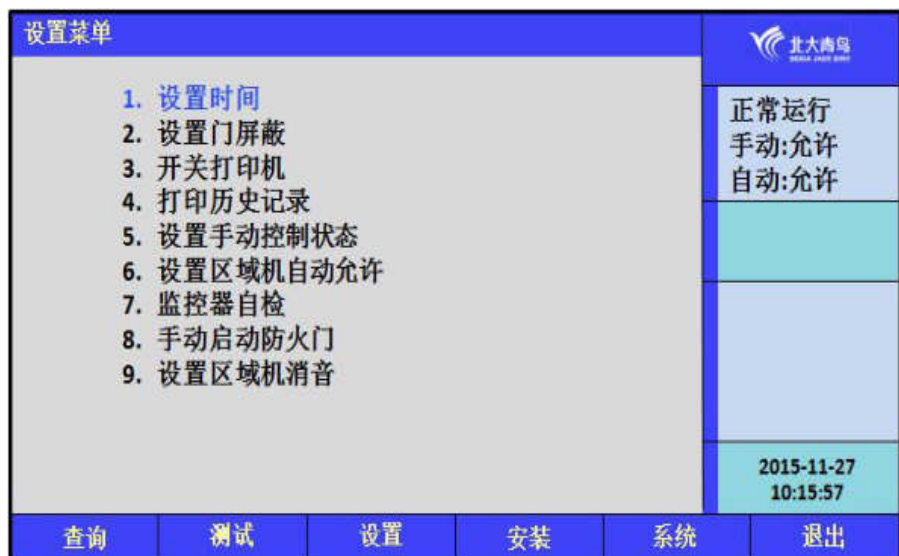 设置菜单
北大青鸟
1. 设置时间
2. 设置门屏蔽
3. 开关打印机
4. 打印历史记录
5. 设置手动控制状态
6. 设置区域机自动允许
7. 监控器自检
8. 手动启动防火门
9. 设置区域机消音
正常运行
手动:允许
自动:允许
2015-11-27
10:15:57
查询 测试 设置 安装 系统 退出